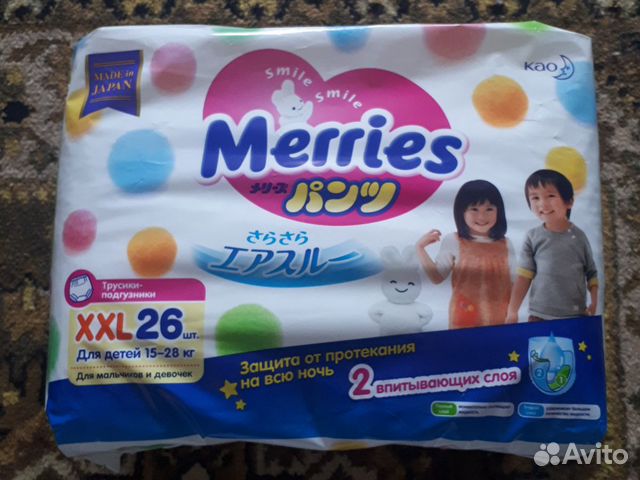 MADE in
JAPAN
Kao
Smile Smile
Merries
メリーズ パンツ
さらさら
エアスルー
Трусики-
подгузники
XXL 26 шт.
Для детей 15-28 кг
Для мальчиков и девочек
Защита от протекания
на всю ночь
2 впитывающих слоя
2
1
Avito